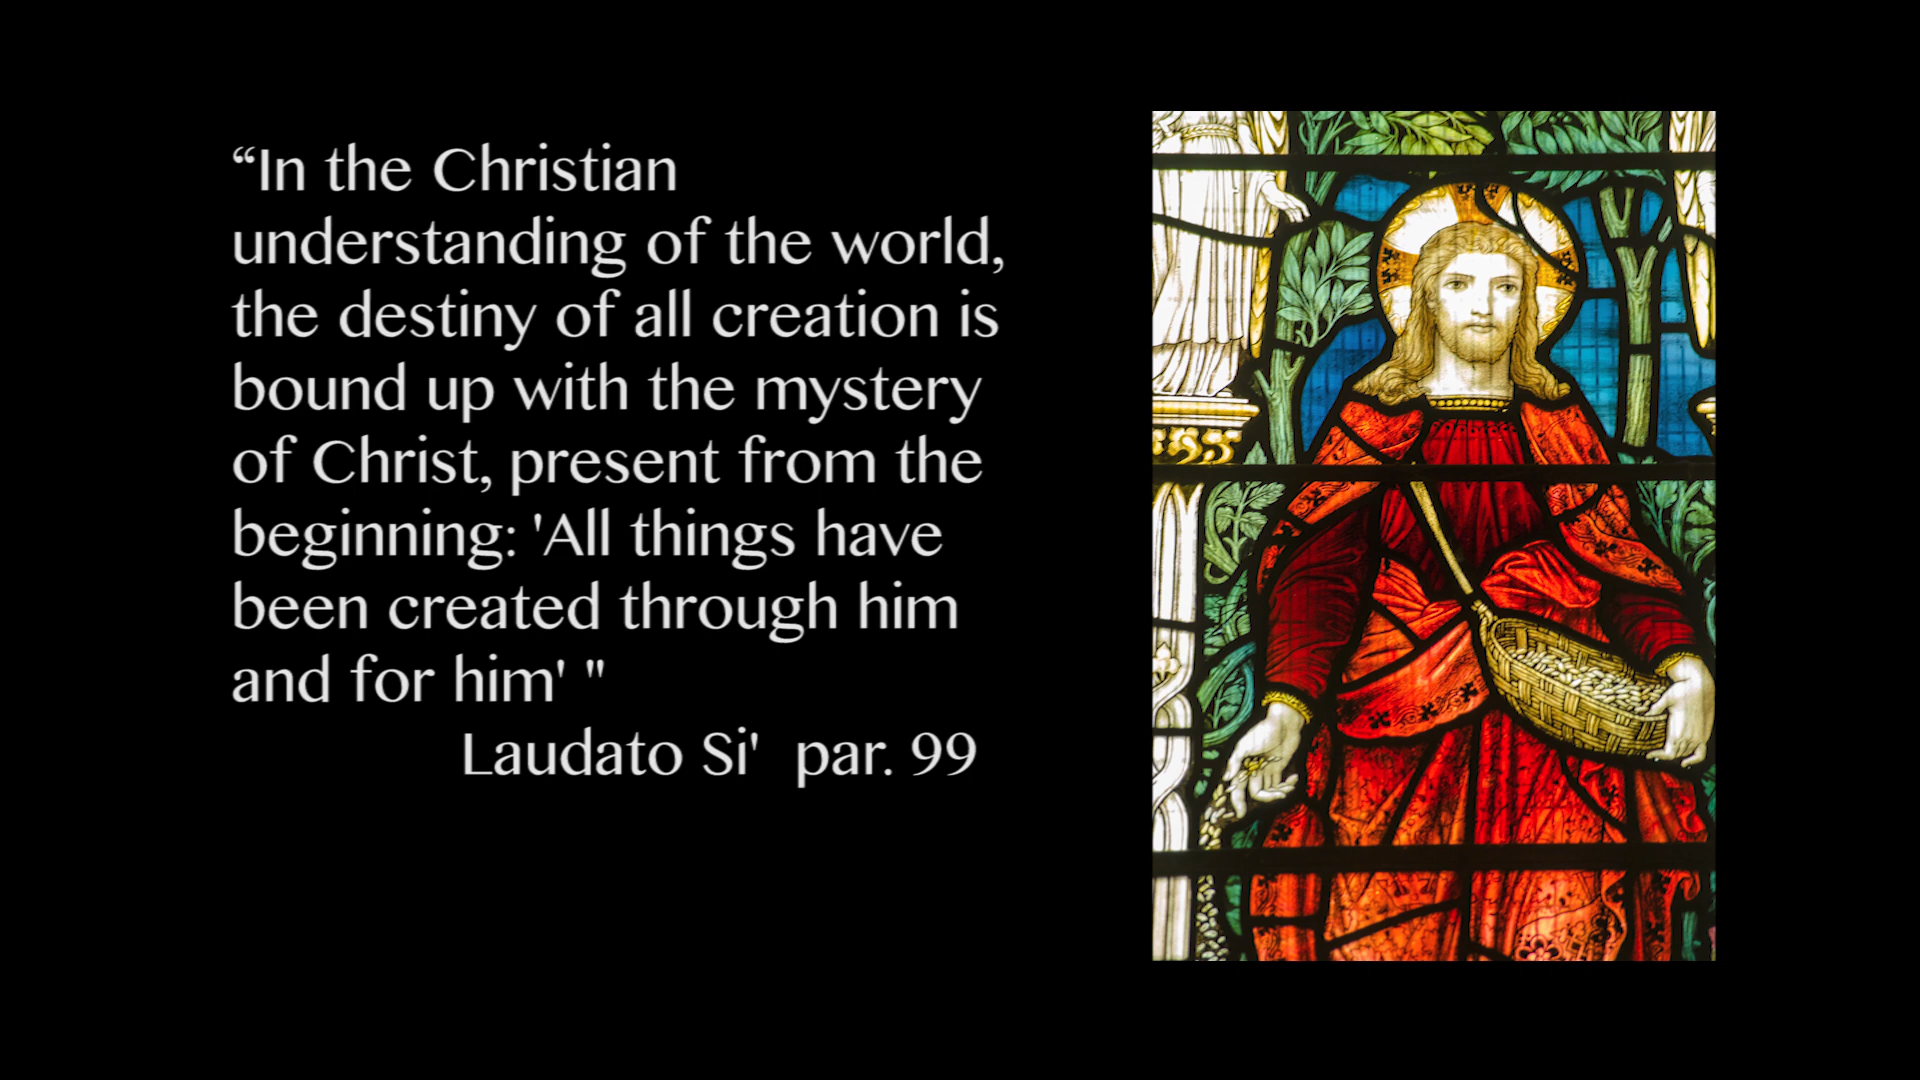 “In the Christian
understanding of the world,
the destiny of all creation is
bound up with the mystery
of Christ, present from the
beginning: 'All things have
been created through him
and for him' "
Laudato Si'  par. 99